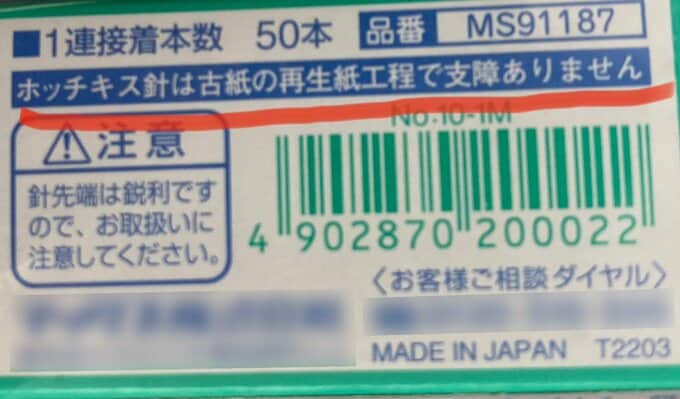 ■1連接着本数 50本 品番 MS91187
ホッチキス針は古紙の再生紙工程で支障ありません
No.10-1M
注意
針先端は鋭利です
ので、お取扱いに
注意してください。
4 902870 200022
〈お客様ご相談ダイヤル〉
MADE IN JAPAN T2203